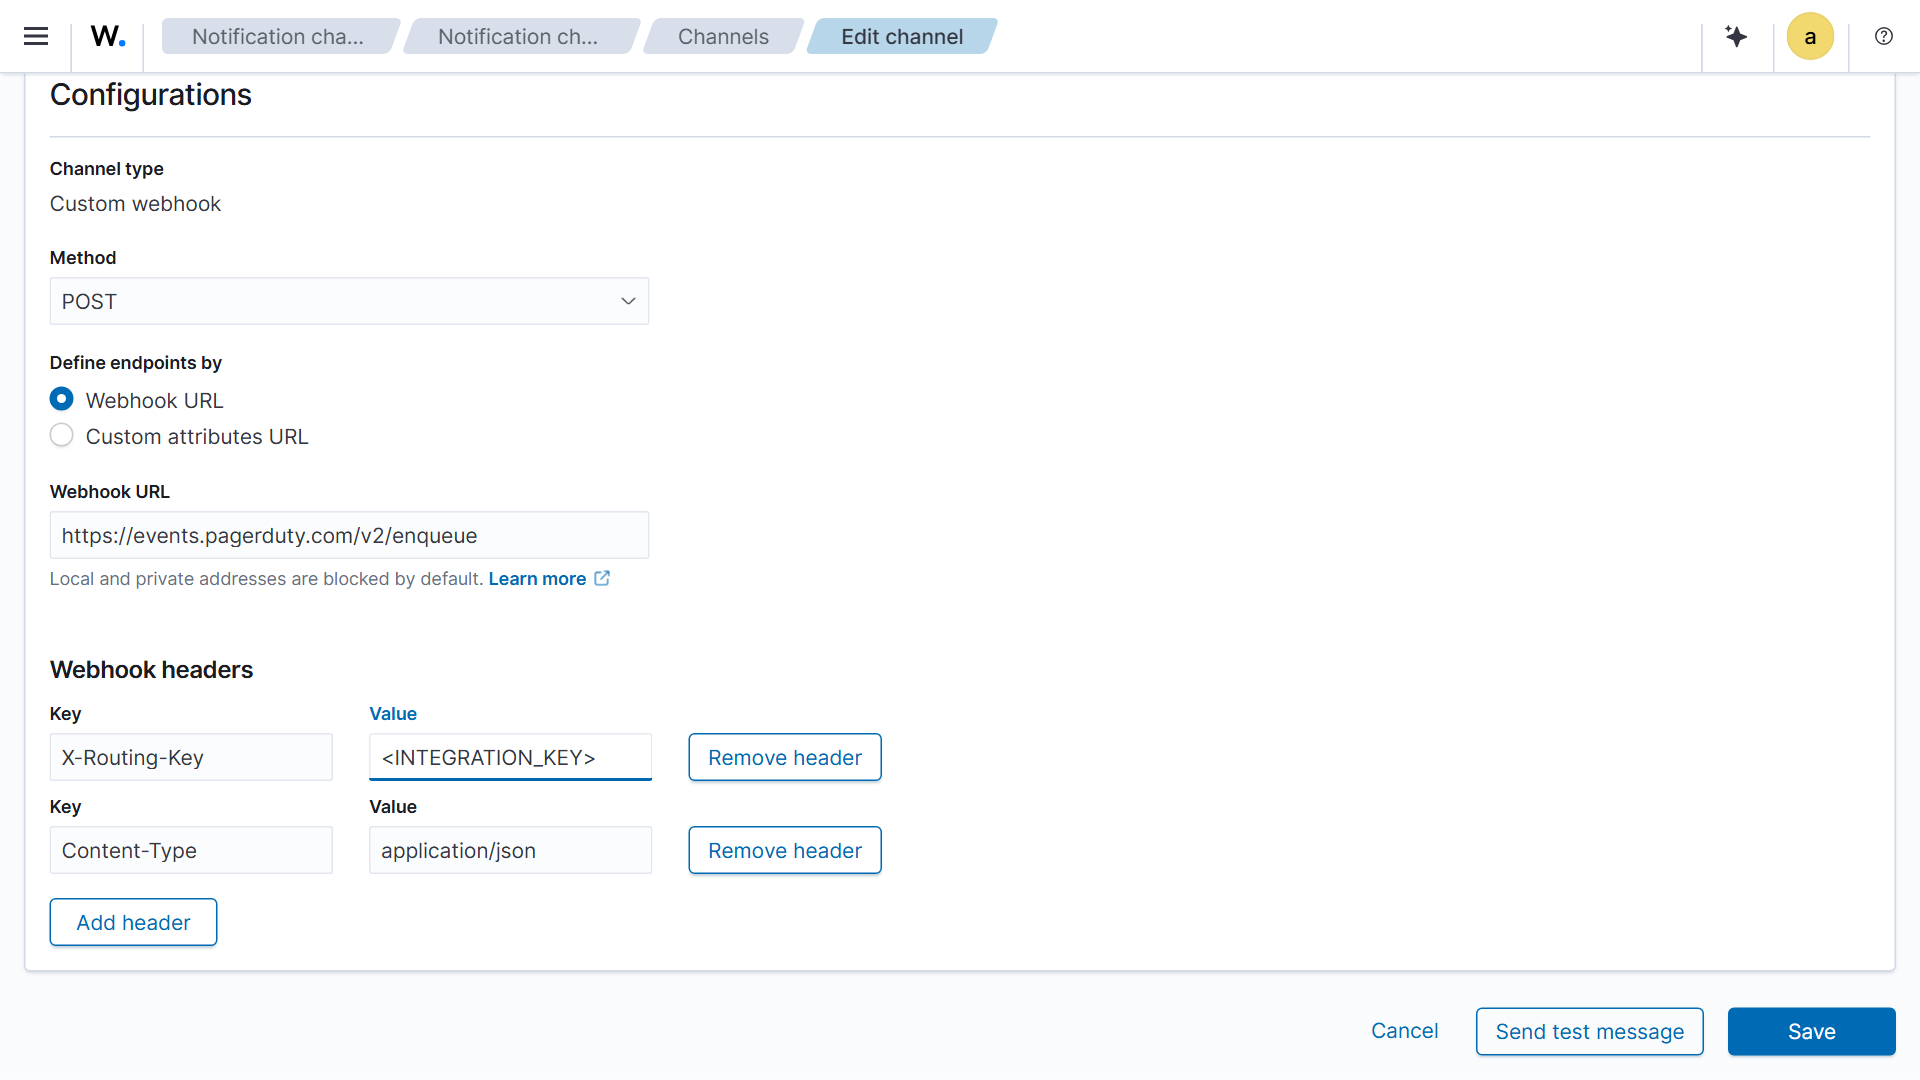 W.
Notification cha...
Notification ch...
Channels
Edit channel
a
Configurations
Channel type
Custom webhook
Method
POST
Define endpoints by
Webhook URL
Custom attributes URL
Webhook URL
https://events.pagerduty.com/v2/enqueue
Local and private addresses are blocked by default. Learn more
Webhook headers
Key Value
X-Routing-Key <INTEGRATION_KEY> Remove header
Key Value
Content-Type application/json Remove header
Add header
Cancel Send test message Save